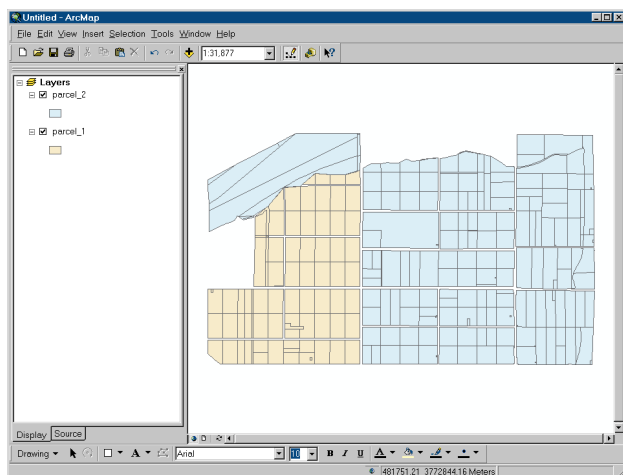 Untitled - ArcMap
File Edit View Insert Selection Tools Window Help
1:31,877
Layers
parcel_2
parcel_1
Display Source
Drawing A Arial 10 B I U A
481751.21 3772844.16 Meters